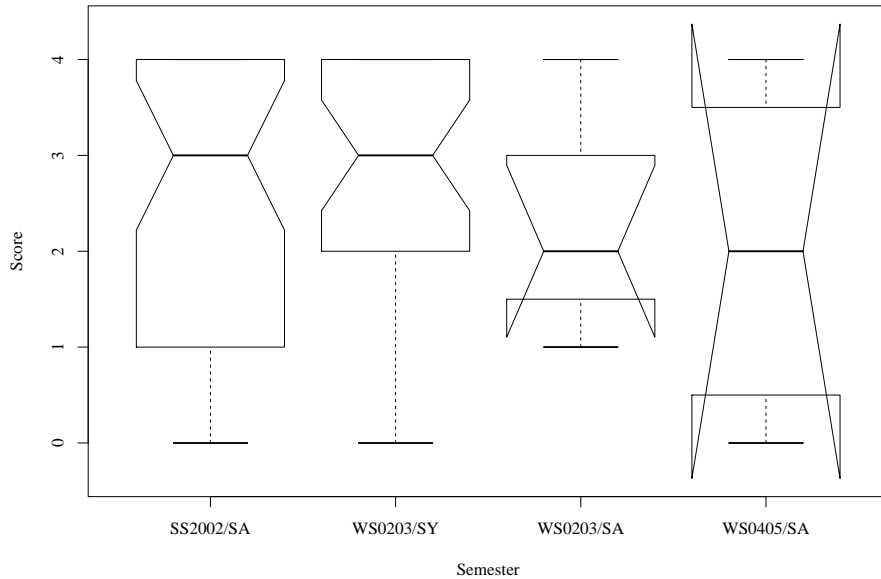 Score
4
3
2
1
0
SS2002/SA
WS0203/SY
WS0203/SA
WS0405/SA
Semester